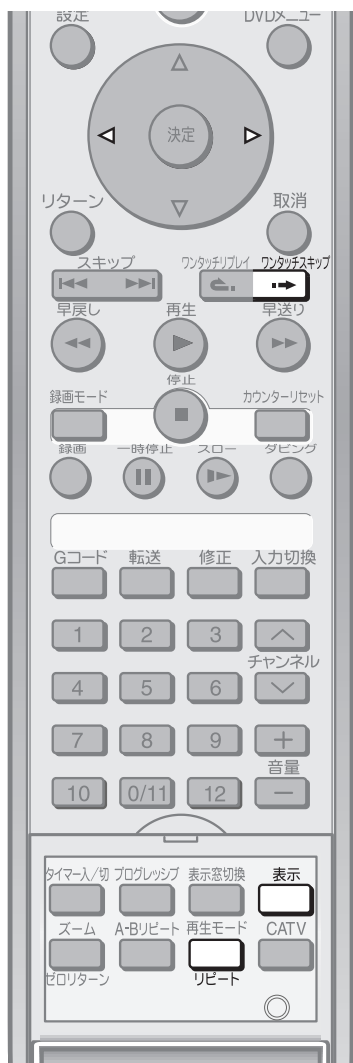 設定 DVDメニュー
決定
リターン 取消
スキップ ワンタッチリプレイ ワンタッチスキップ
早戻し 再生 早送り
停止
録画モード カウンターリセット
録画 一時停止 スロー ダビング
Gコード 転送 修正 入力切換
1 2 3
チャンネル
4 5 6
7 8 9 +
音量
10 0/11 12 −
タイマー入/切 プログレッシブ 表示窓切換 表示
ズーム A-Bリピート 再生モード CATV
ゼロリターン リピート